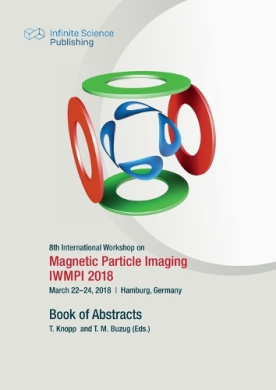 Infinite Science
Publishing
8th International Workshop on
Magnetic Particle Imaging
IWMPI 2018
March 22–24, 2018 | Hamburg, Germany
Book of Abstracts
T. Knopp and T. M. Buzug (Eds.)